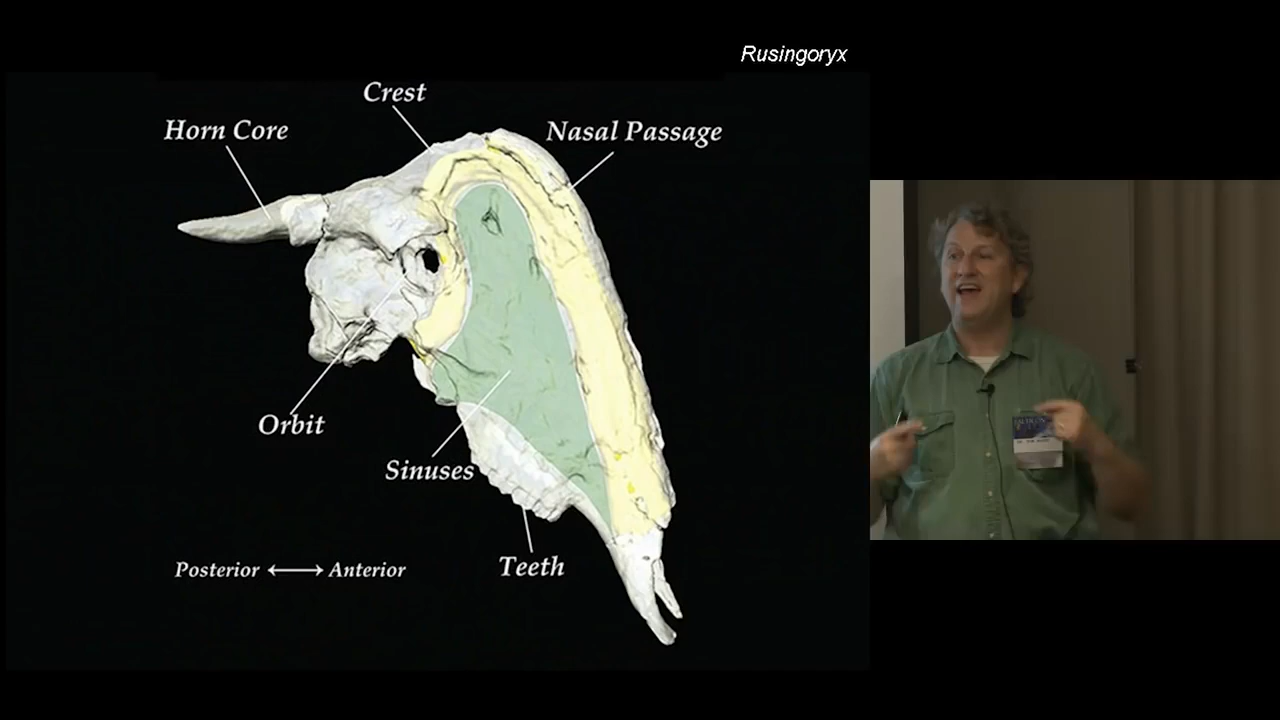 Rusingoryx
Crest
Horn Core
Nasal Passage
Orbit
Sinuses
Teeth
Posterior ⟷ Anterior